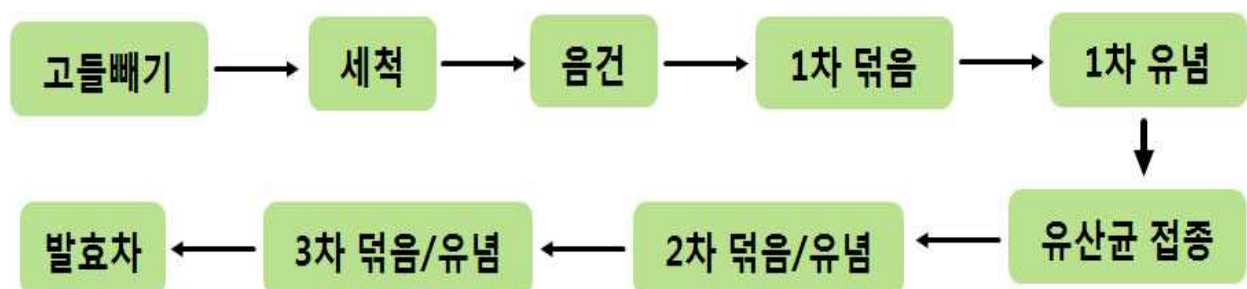 고들빼기
세척
음건
1차 덖음
1차 유념
유산균 접종
2차 덖음/유념
3차 덖음/유념
발효차